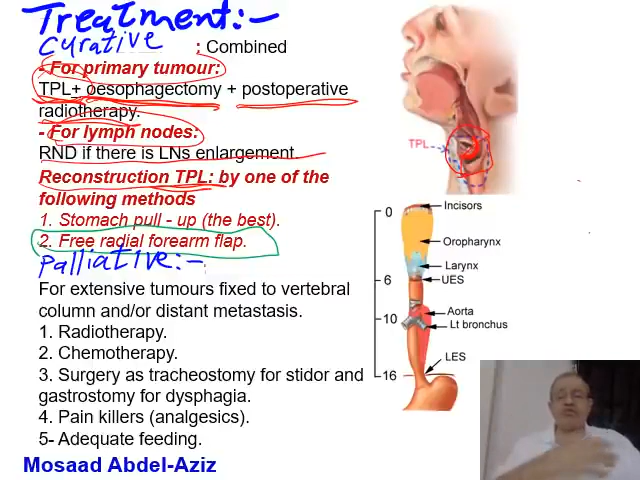 Treatment:-
Curative : Combined
- For primary tumour:
TPL+ oesophagectomy + postoperative
radiotherapy.
- For lymph nodes:
RND if there is LNs enlargement.
Reconstruction TPL: by one of the
following methods
1. Stomach pull - up (the best).
2. Free radial forearm flap.
Palliative:-
For extensive tumours fixed to vertebral
column and/or distant metastasis.
1. Radiotherapy.
2. Chemotherapy.
3. Surgery as tracheostomy for stidor and
gastrostomy for dysphagia.
4. Pain killers (analgesics).
5- Adequate feeding.
Mosaad Abdel-Aziz
TPL
0
Incisors
Oropharynx
Larynx
6
UES
10
Aorta
Lt bronchus
LES
16